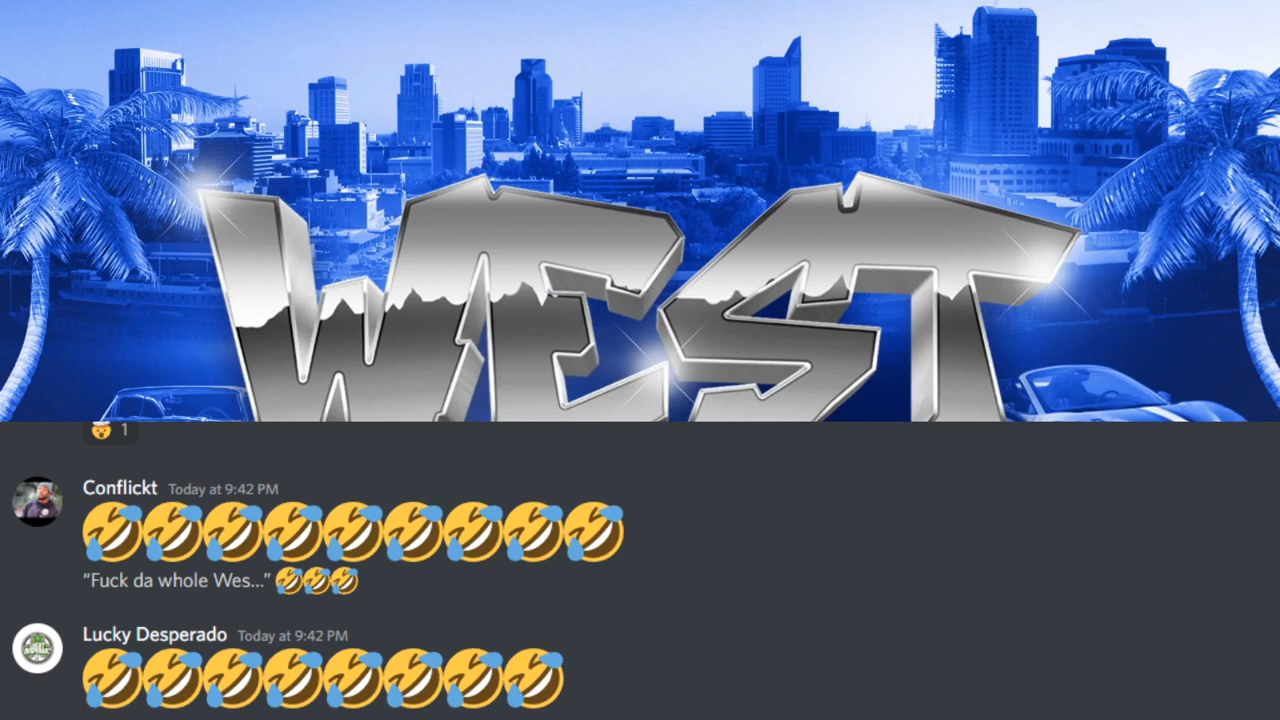 WEST
🤯 1
Conflickt Today at 9:42 PM
🤣🤣🤣🤣🤣🤣🤣🤣🤣
“Fuck da whole Wes...” 🤣🤣🤣
Lucky Desperado Today at 9:42 PM
🤣🤣🤣🤣🤣🤣🤣🤣